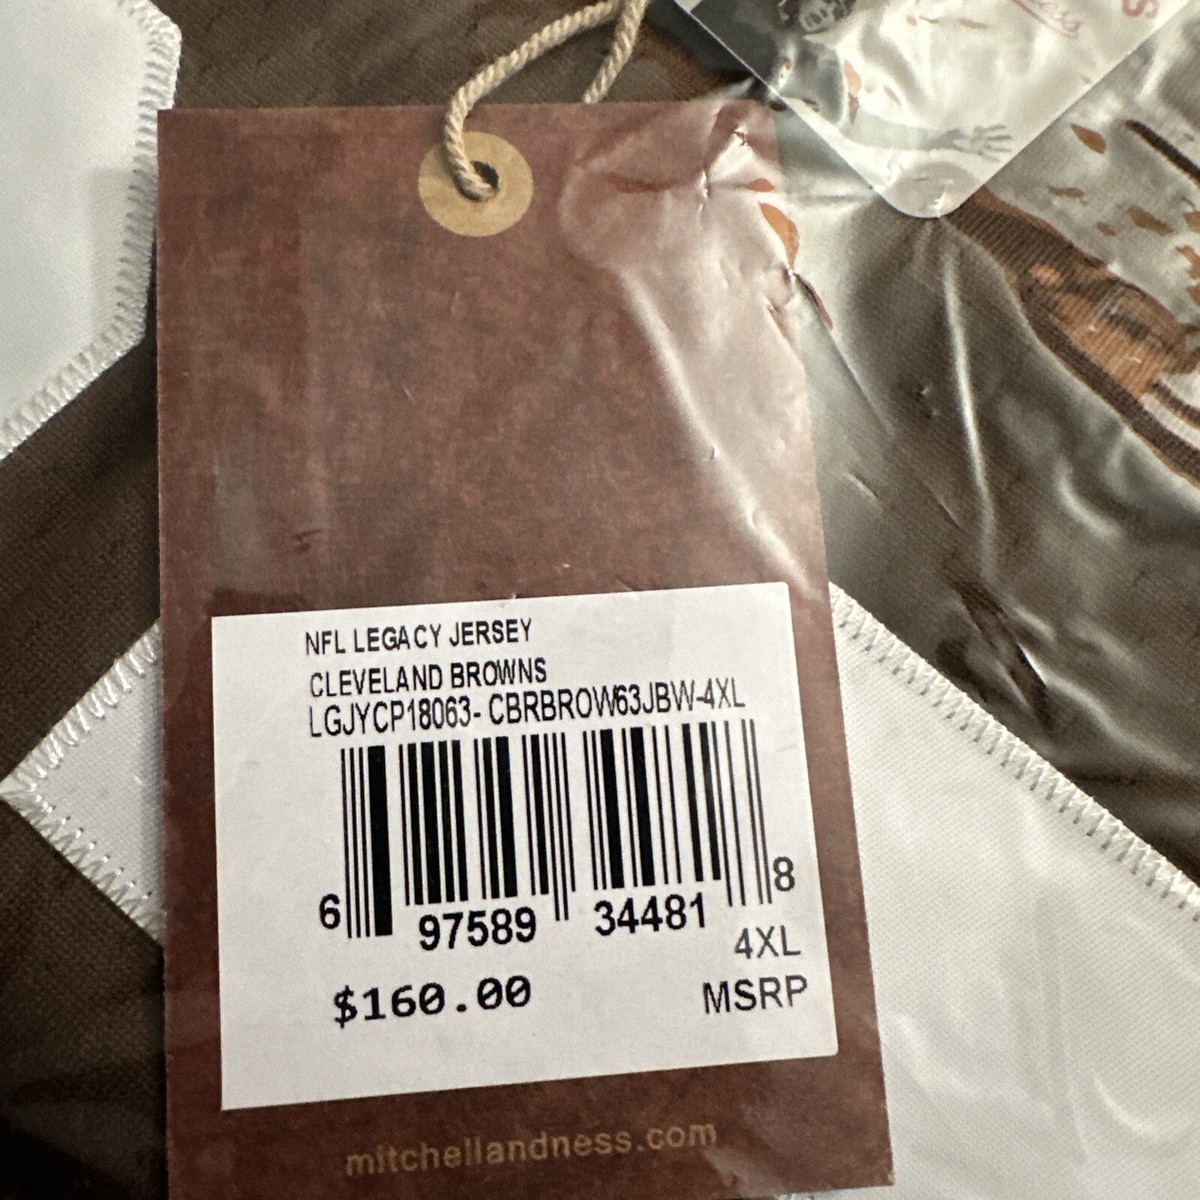 NFL LEGACY JERSEY
CLEVELAND BROWNS
LGJYCP18063- CBRBROW63JBW-4XL
6 97589 34481 8
4XL
$160.00 MSRP
mitchellandness.com